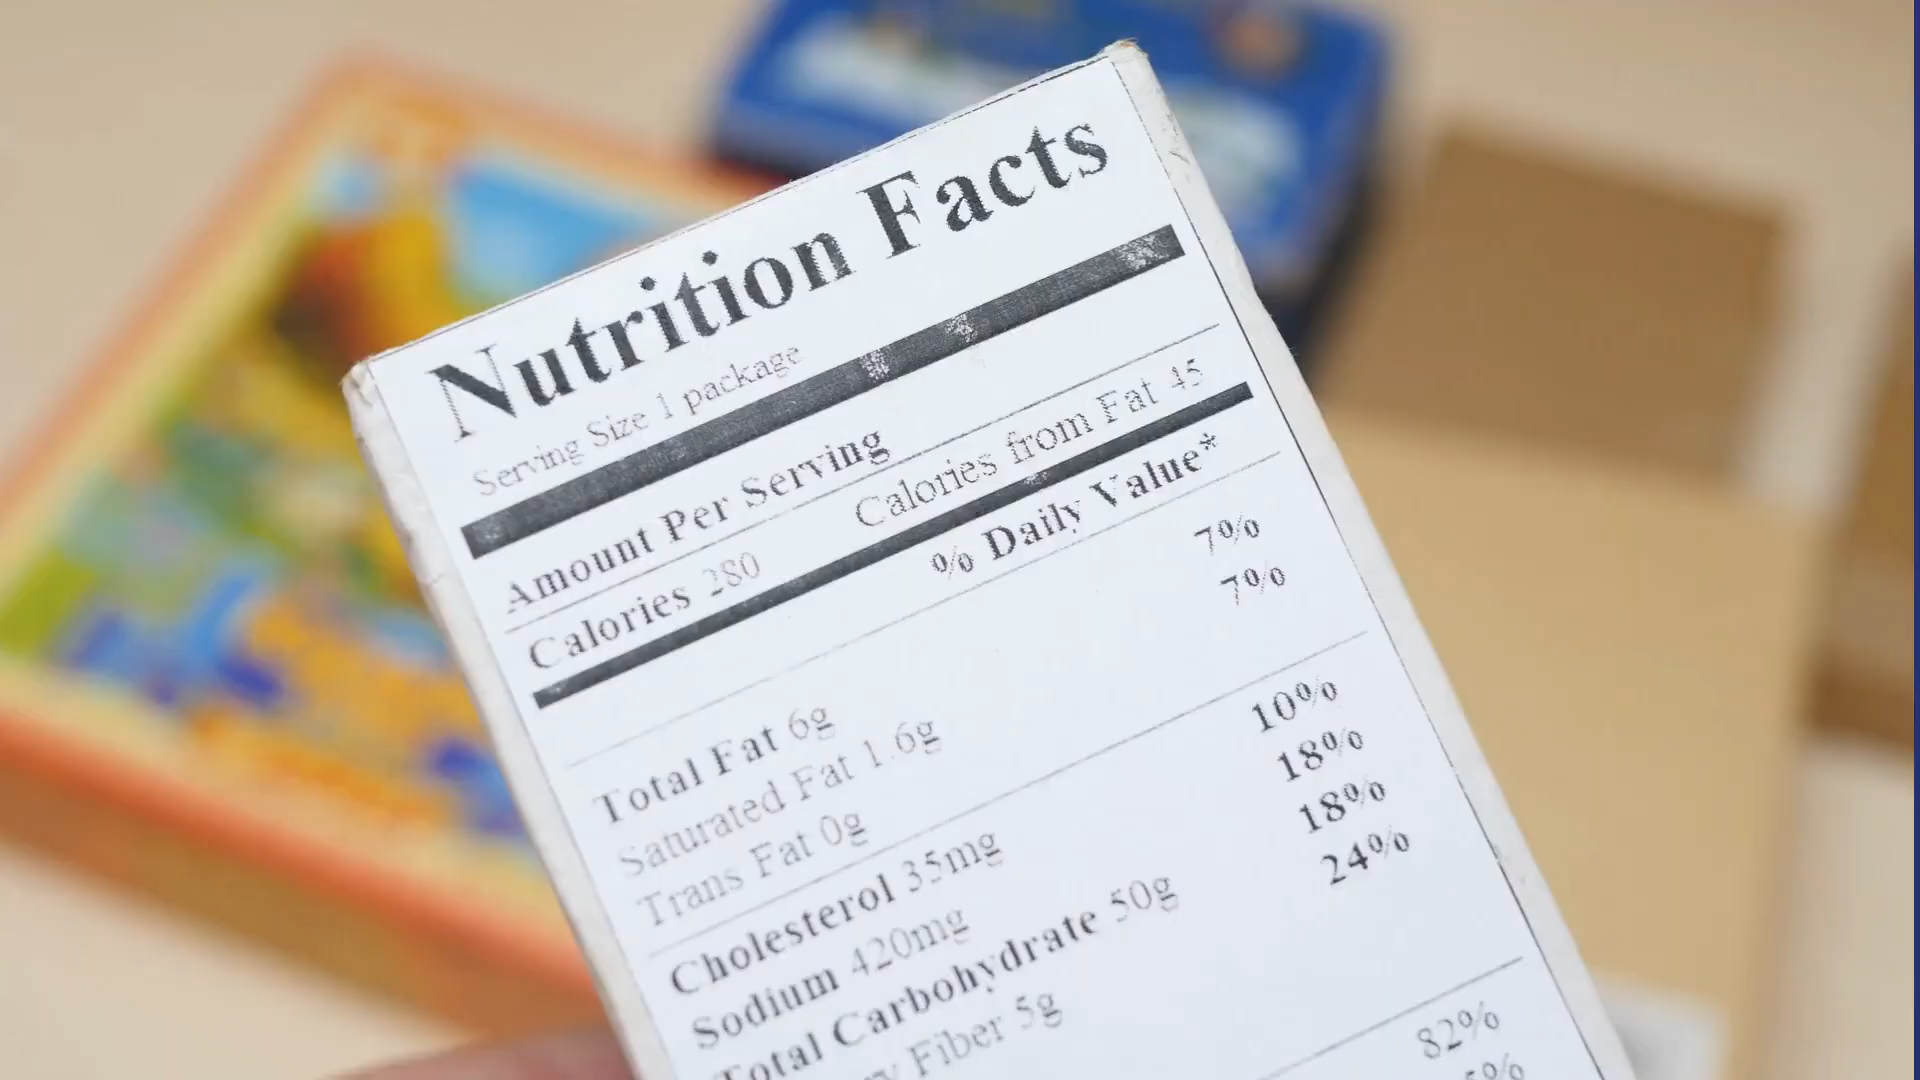 Nutrition Facts
Serving Size 1 package
Amount Per Serving
Calories 280 Calories from Fat 45
% Daily Value*
Total Fat 6g 7%
Saturated Fat 1.6g 7%
Trans Fat 0g
Cholesterol 35mg 10%
Sodium 420mg 18%
Total Carbohydrate 50g 18%
Fiber 5g 24%
82%